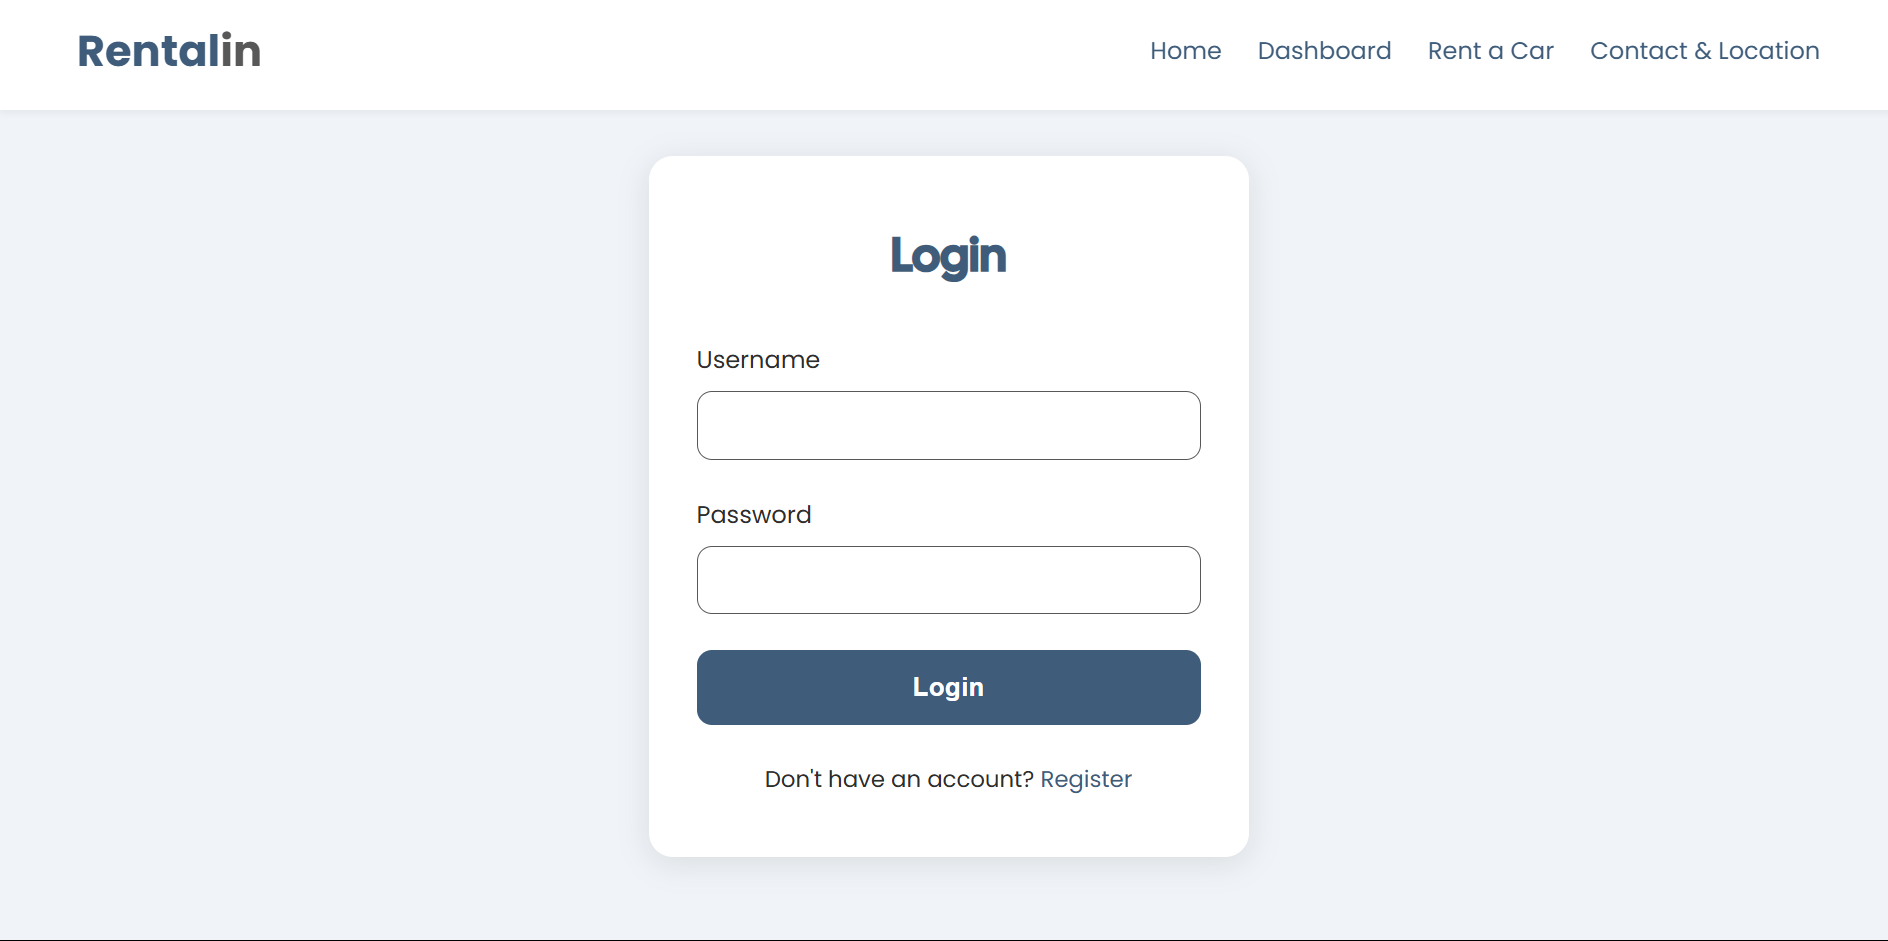 Rentalin
Home Dashboard Rent a Car Contact & Location
Login
Username
Password
Login
Don't have an account? Register